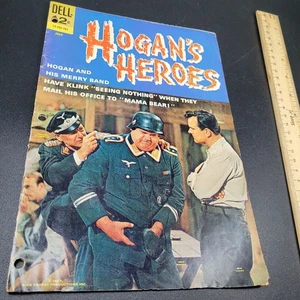 DELL
2
HOGAN'S
HEROES
HOGAN AND
HIS MERRY BAND
HAVE KLINK "SEEING NOTHING" WHEN THEY
MAIL HIS OFFICE TO "MAMA BEAR!"